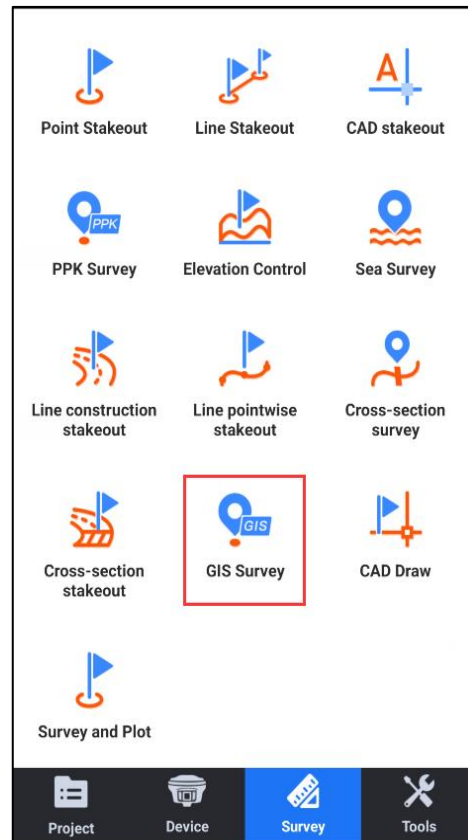 Point Stakeout
Line Stakeout
A
CAD stakeout
PPK
PPK Survey
Elevation Control
Sea Survey
Line construction
stakeout
Line pointwise
stakeout
Cross-section
survey
Cross-section
stakeout
GIS
GIS Survey
CAD Draw
Survey and Plot
Project
Device
Survey
Tools